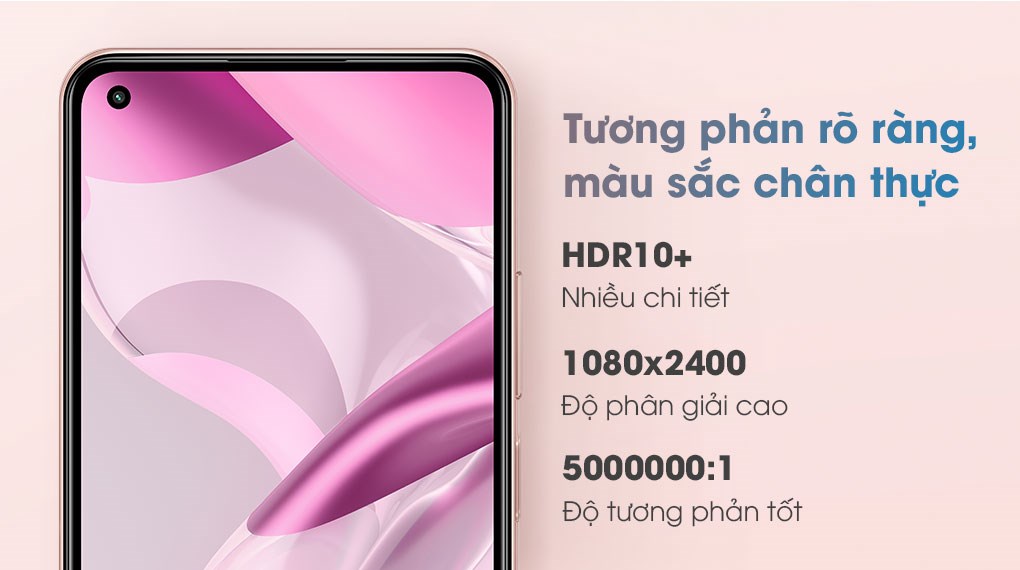 Tương phản rõ ràng,
màu sắc chân thực
HDR10+
Nhiều chi tiết
1080x2400
Độ phân giải cao
5000000:1
Độ tương phản tốt